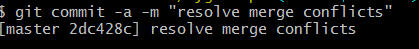 $ git commit -a -m "resolve merge conflicts"
[master 2dc428c] resolve merge conflicts